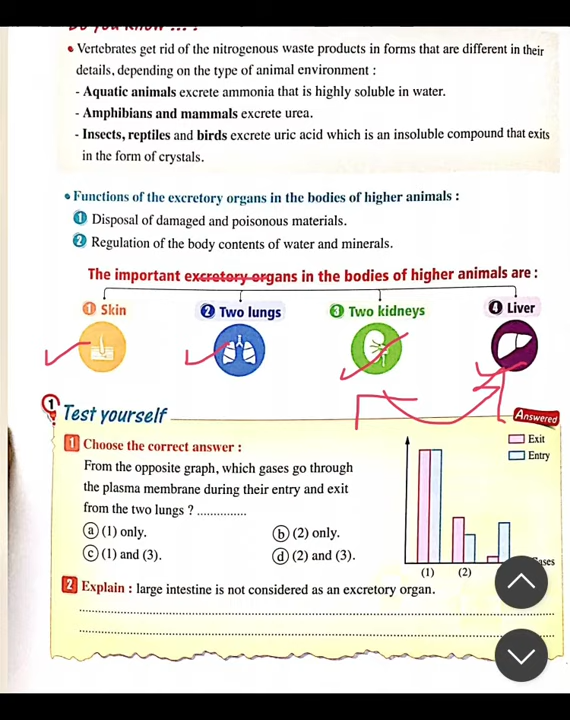 Do you know ... ?
• Vertebrates get rid of the nitrogenous waste products in forms that are different in their
details, depending on the type of animal environment :
- Aquatic animals excrete ammonia that is highly soluble in water.
- Amphibians and mammals excrete urea.
- Insects, reptiles and birds excrete uric acid which is an insoluble compound that exits
in the form of crystals.
• Functions of the excretory organs in the bodies of higher animals :
1 Disposal of damaged and poisonous materials.
2 Regulation of the body contents of water and minerals.
The important excretory organs in the bodies of higher animals are :
1 Skin
2 Two lungs
3 Two kidneys
4 Liver
1 Test yourself
Answered
1 Choose the correct answer :
From the opposite graph, which gases go through
the plasma membrane during their entry and exit
from the two lungs ? ...............
a (1) only.
b (2) only.
c (1) and (3).
d (2) and (3).
Exit
Entry
(1) (2)
2 Explain : large intestine is not considered as an excretory organ.